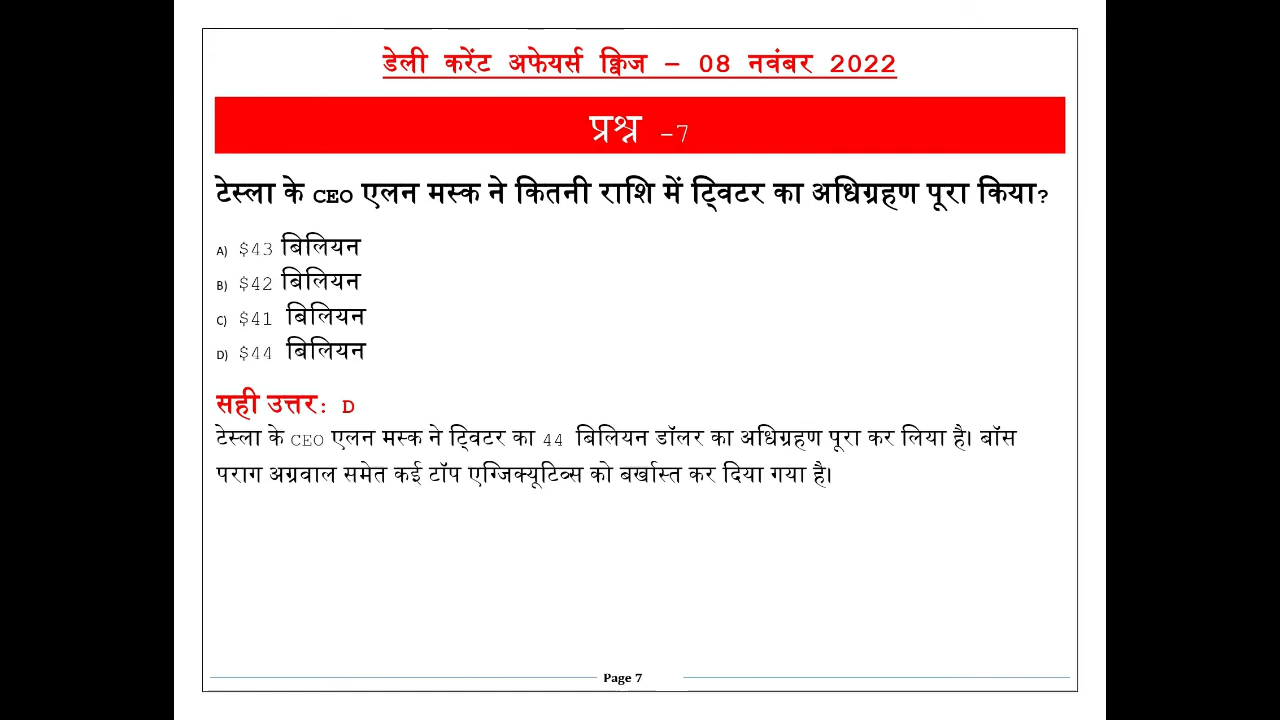 डेली करेंट अफेयर्स क्विज – 08 नवंबर 2022
प्रश्न –7
टेस्ला के CEO एलन मस्क ने कितनी राशि में ट्विटर का अधिग्रहण पूरा किया?
A) $43 बिलियन
B) $42 बिलियन
C) $41 बिलियन
D) $44 बिलियन
सही उत्तर: D
टेस्ला के CEO एलन मस्क ने ट्विटर का 44 बिलियन डॉलर का अधिग्रहण पूरा कर लिया है। बॉस
पराग अग्रवाल समेत कई टॉप एग्जिक्यूटिव्स को बर्खास्त कर दिया गया है।
Page 7